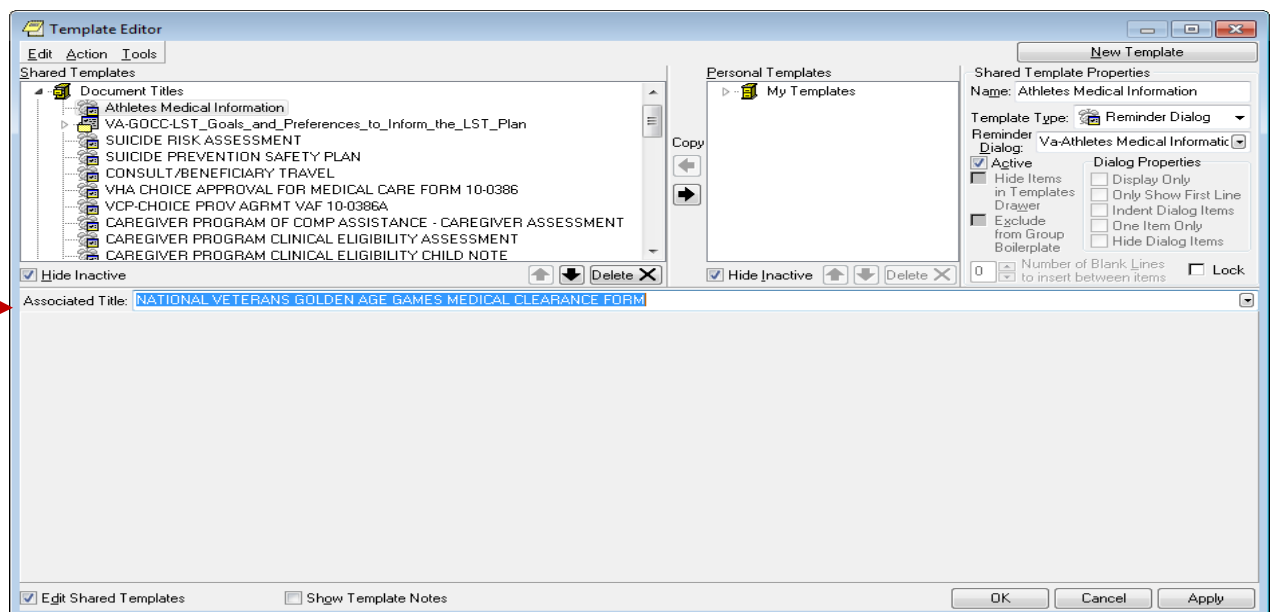 Template Editor
Edit Action Tools
New Template
Shared Templates
Document Titles
Athletes Medical Information
VA-GOCC-LST_Goals_and_Preferences_to_Inform_the_LST_Plan
SUICIDE RISK ASSESSMENT
SUICIDE PREVENTION SAFETY PLAN
CONSULT/BENEFICIARY TRAVEL
VHA CHOICE APPROVAL FOR MEDICAL CARE FORM 10-0386
VCP-CHOICE PROV AGRMT VAF 10-0386A
CAREGIVER PROGRAM OF COMP ASSISTANCE - CAREGIVER ASSESSMENT
CAREGIVER PROGRAM CLINICAL ELIGIBILITY ASSESSMENT
CAREGIVER PROGRAM CLINICAL ELIGIBILITY CHILD NOTE
Hide Inactive
Delete
Copy
Personal Templates
My Templates
Hide Inactive
Delete
Shared Template Properties
Name: Athletes Medical Information
Template Type: Reminder Dialog
Reminder Dialog: Va-Athletes Medical Informatic
Active
Hide Items
in Templates
Drawer
Exclude
from Group
Boilerplate
Dialog Properties
Display Only
Only Show First Line
Indent Dialog Items
One Item Only
Hide Dialog Items
0 Number of Blank Lines
to insert between items
Lock
Associated Title: NATIONAL VETERANS GOLDEN AGE GAMES MEDICAL CLEARANCE FORM
Edit Shared Templates
Show Template Notes
OK Cancel Apply